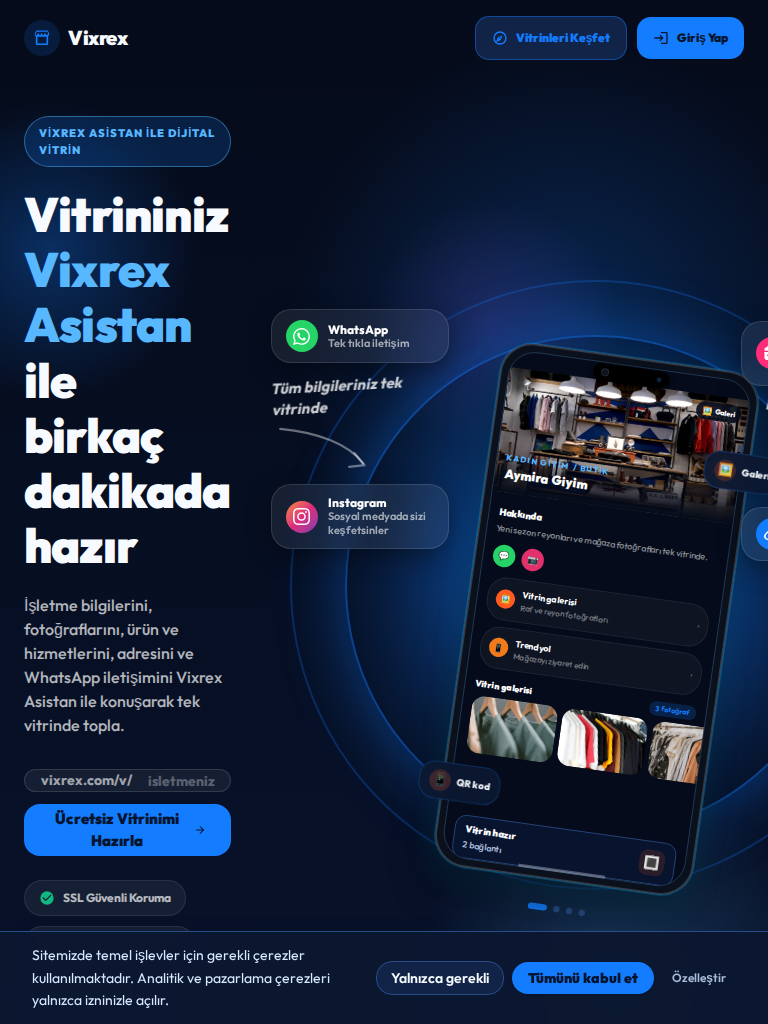 Vixrex
Vitrinleri Keşfet
Giriş Yap
VİXREX ASİSTAN İLE DİJİTAL
VİTRİN
Vitrininiz
Vixrex
Asistan
ile
birkaç
dakikada
hazır
İşletme bilgilerini,
fotoğraflarını, ürün ve
hizmetlerini, adresini ve
WhatsApp iletişimini Vixrex
Asistan ile konuşarak tek
vitrinde topla.
vixrex.com/v/ isletmeniz
Ücretsiz Vitrinimi
Hazırla
SSL Güvenli Koruma
WhatsApp
Tek tıkla iletişim
Tüm bilgileriniz tek
vitrinde
Instagram
Sosyal medyada sizi
keşfetsinler
Galeri
KADIN GİYİM / BUTİK
Aymira Giyim
Hakkında
Yeni sezon reyonları ve mağaza fotoğrafları tek vitrinde.
Vitrin galerisi
Raf ve reyon fotoğrafları
Trendyol
Mağazayı ziyaret edin
Vitrin galerisi
3 fotoğraf
QR kod
Vitrin hazır
2 bağlantı
Sitemizde temel işlevler için gerekli çerezler
kullanılmaktadır. Analitik ve pazarlama çerezleri
yalnızca izninizle açılır.
Yalnızca gerekli
Tümünü kabul et
Özelleştir